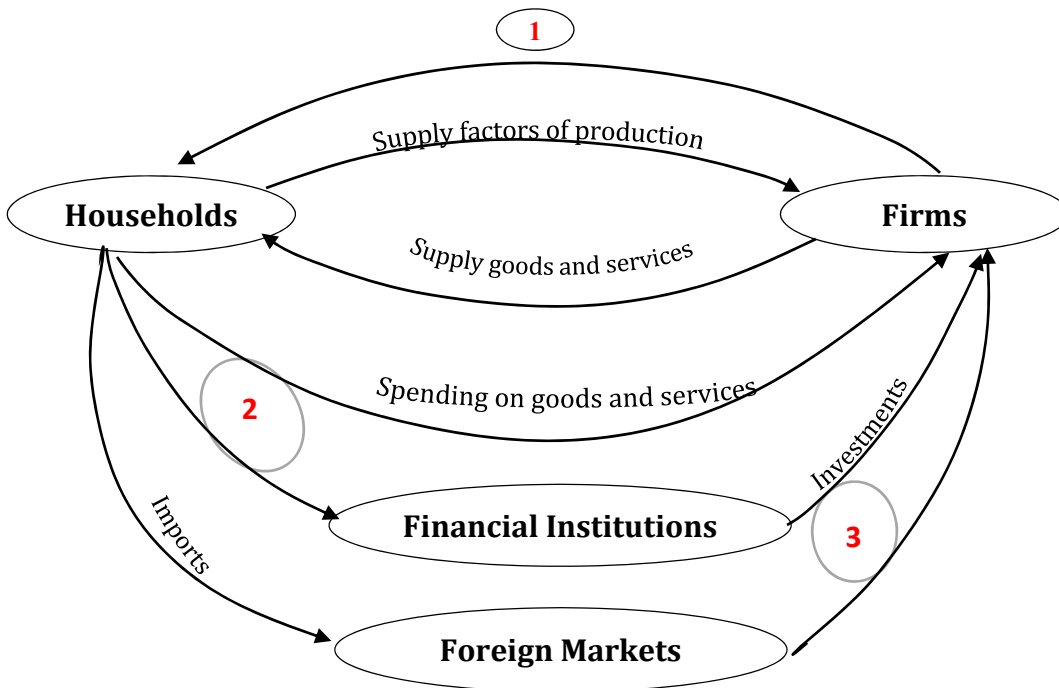 1
Supply factors of production
Households
Firms
Supply goods and services
Spending on goods and services
2
Investments
Imports
Financial Institutions
3
Foreign Markets